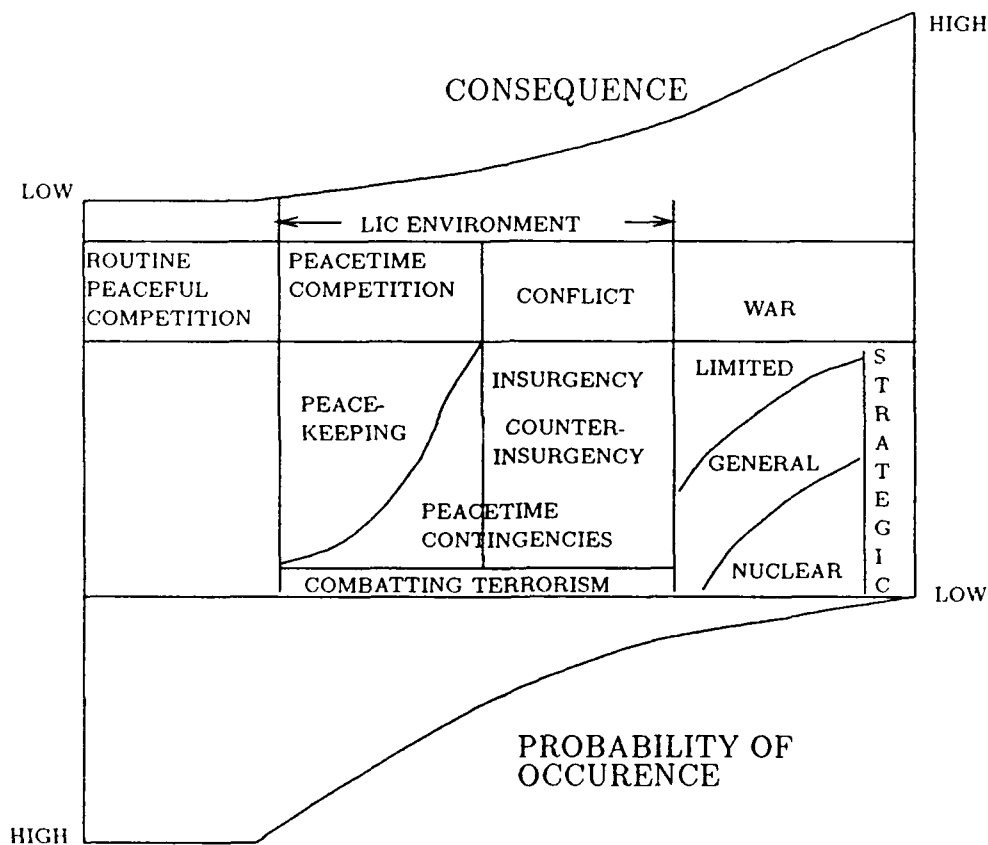 HIGH
CONSEQUENCE
LOW
LIC ENVIRONMENT
ROUTINE
PEACEFUL
COMPETITION
PEACETIME
COMPETITION
CONFLICT
WAR
PEACE-
KEEPING
INSURGENCY
COUNTER-
INSURGENCY
PEACETIME
CONTINGENCIES
COMBATTING TERRORISM
LIMITED
GENERAL
NUCLEAR
STRATEGIC
LOW
PROBABILITY OF
OCCURENCE
HIGH